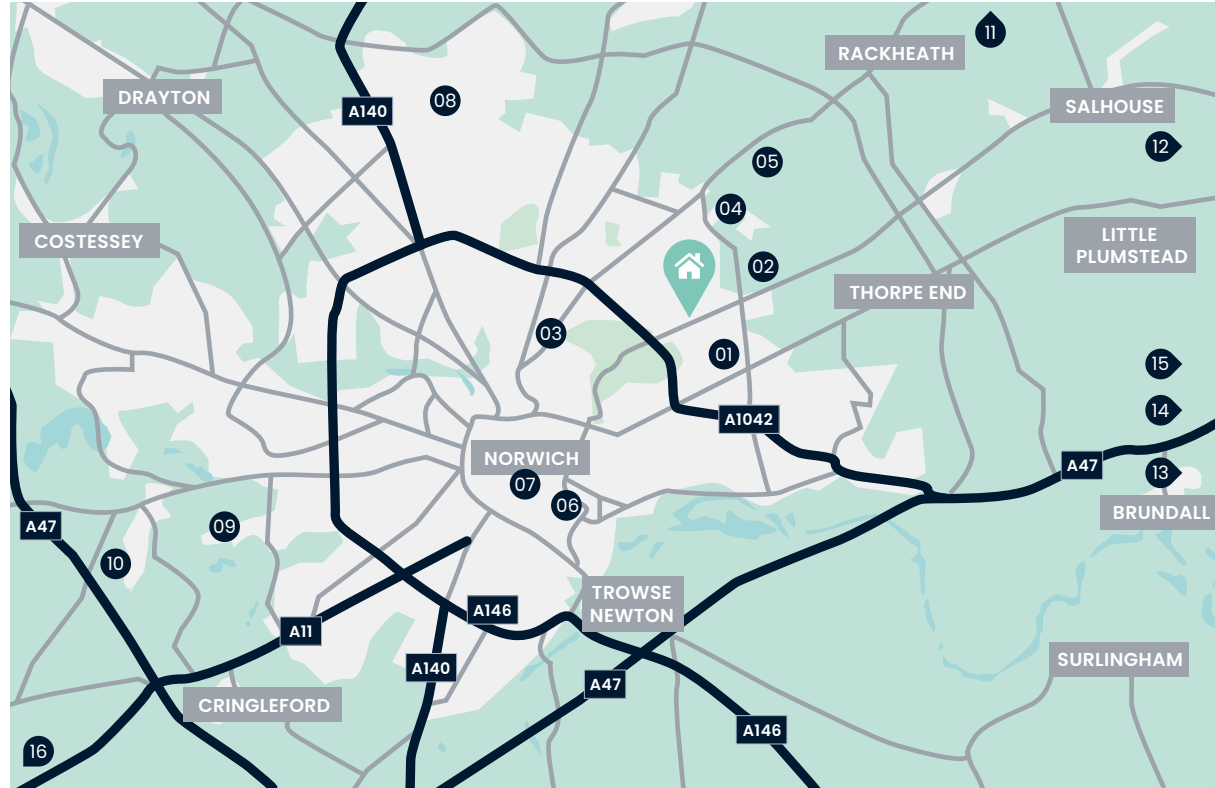 11
RACKHEATH
DRAYTON
08
SALHOUSE
A140
12
05
04
COSTESSEY
LITTLE
PLUMSTEAD
02
THORPE END
03
01
15
14
A1042
NORWICH
A47
13
07
06
BRUNDALL
A47
09
10
TROWSE
NEWTON
A146
A11
SURLINGHAM
A140
A47
CRINGLEFORD
A146
16